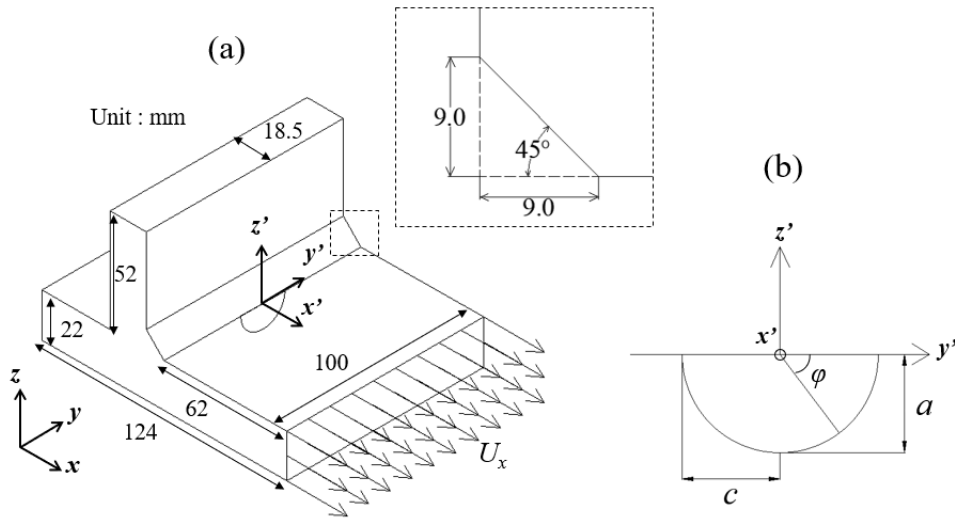 (a)
Unit : mm
18.5
52
22
z'
y'
x'
100
62
124
z
y
x
U_x
9.0
45°
9.0
(b)
z'
x'
y'
φ
a
c